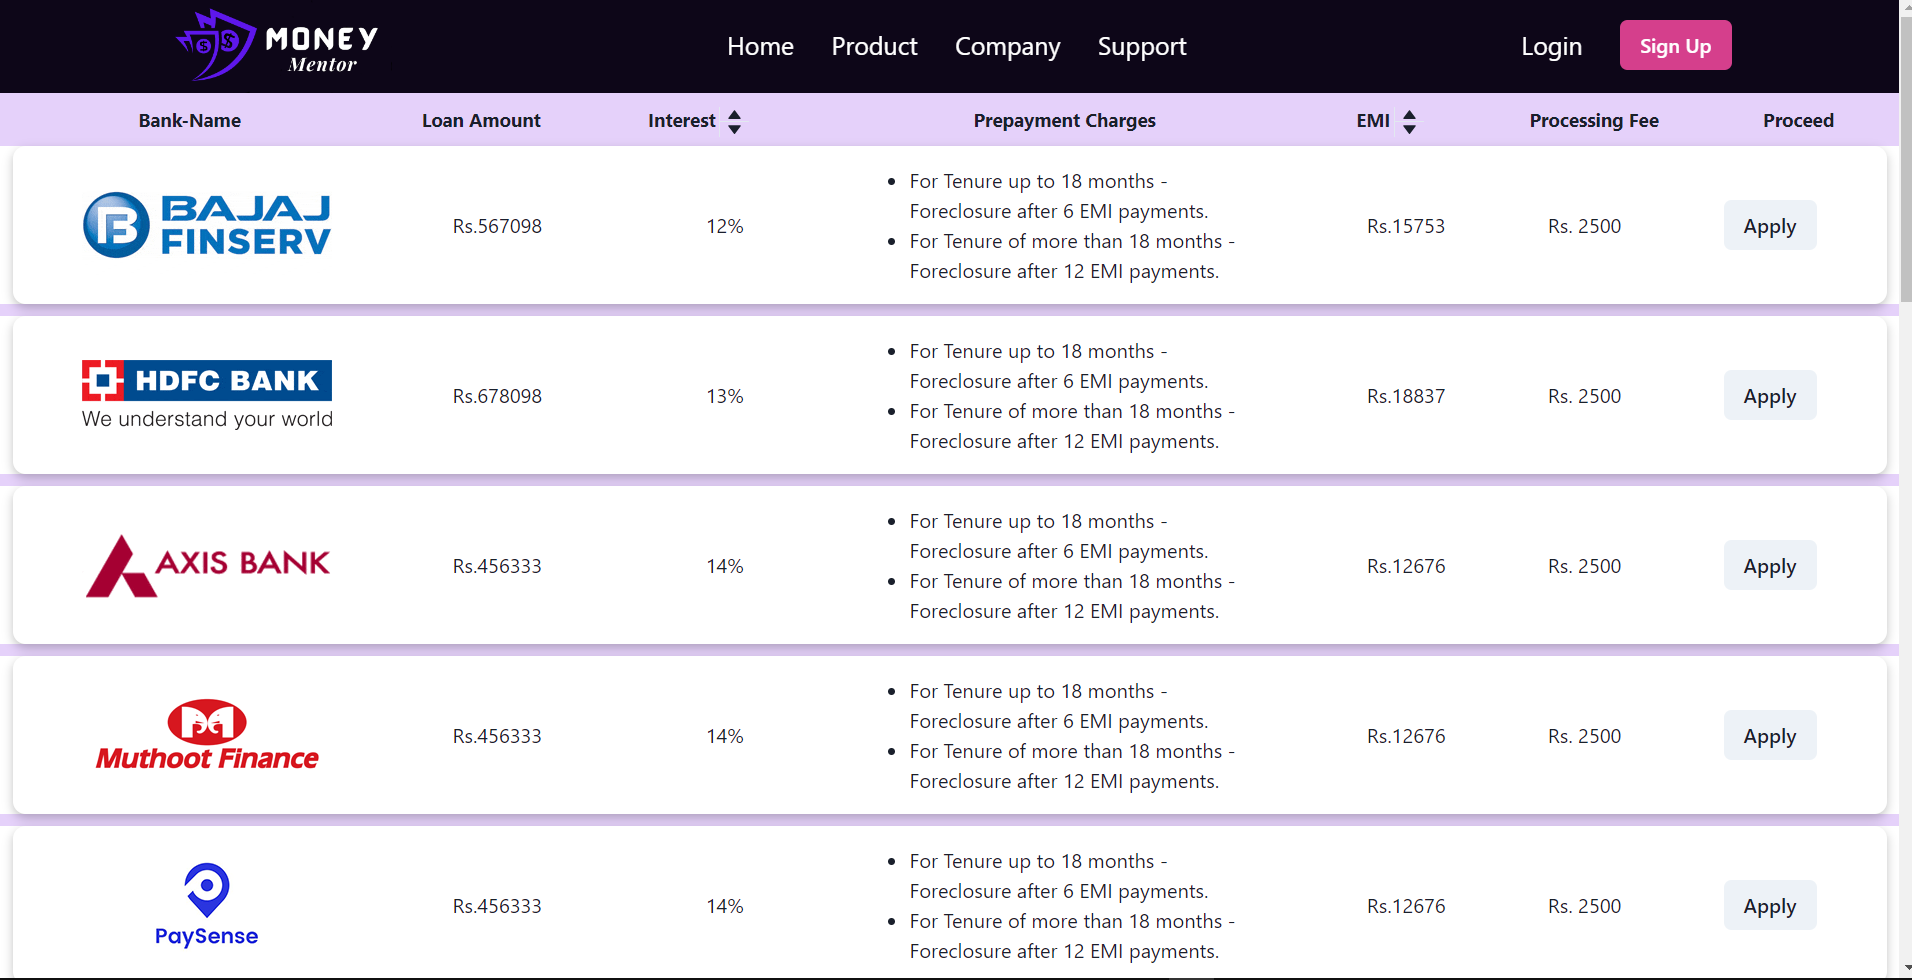 MONEY
Mentor
Home Product Company Support Login Sign Up
Bank-Name Loan Amount Interest Prepayment Charges EMI Processing Fee Proceed
BAJAJ
FINSERV
Rs.567098 12%
• For Tenure up to 18 months -
Foreclosure after 6 EMI payments.
• For Tenure of more than 18 months -
Foreclosure after 12 EMI payments.
Rs.15753 Rs. 2500 Apply
HDFC BANK
We understand your world
Rs.678098 13%
• For Tenure up to 18 months -
Foreclosure after 6 EMI payments.
• For Tenure of more than 18 months -
Foreclosure after 12 EMI payments.
Rs.18837 Rs. 2500 Apply
AXIS BANK
Rs.456333 14%
• For Tenure up to 18 months -
Foreclosure after 6 EMI payments.
• For Tenure of more than 18 months -
Foreclosure after 12 EMI payments.
Rs.12676 Rs. 2500 Apply
Muthoot Finance
Rs.456333 14%
• For Tenure up to 18 months -
Foreclosure after 6 EMI payments.
• For Tenure of more than 18 months -
Foreclosure after 12 EMI payments.
Rs.12676 Rs. 2500 Apply
PaySense
Rs.456333 14%
• For Tenure up to 18 months -
Foreclosure after 6 EMI payments.
• For Tenure of more than 18 months -
Foreclosure after 12 EMI payments.
Rs.12676 Rs. 2500 Apply